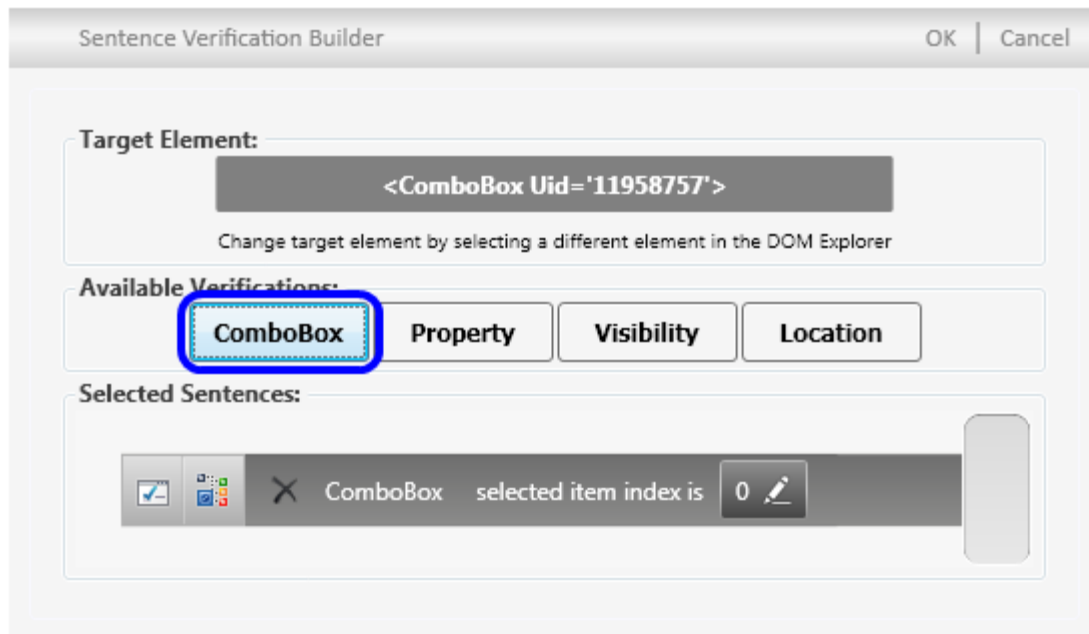 Sentence Verification Builder OK | Cancel
Target Element:
<ComboBox Uid='11958757'>
Change target element by selecting a different element in the DOM Explorer
Available Verifications:
ComboBox Property Visibility Location
Selected Sentences:
ComboBox selected item index is 0